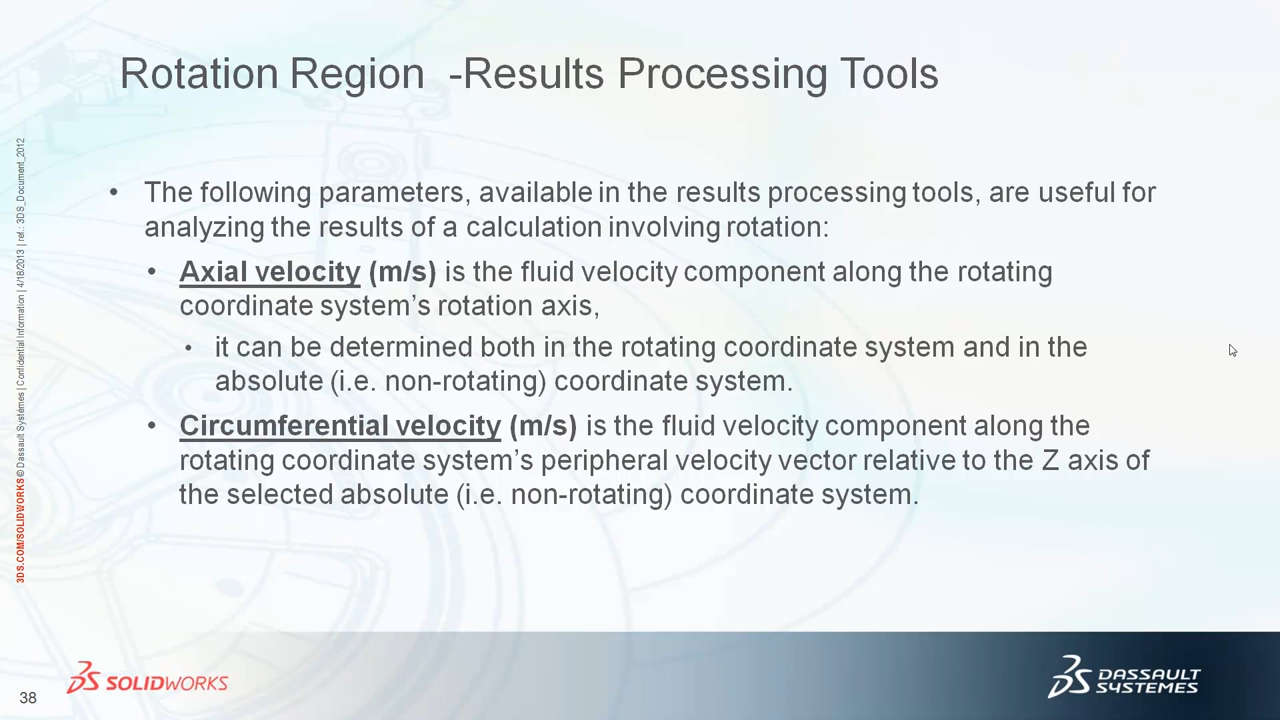 Rotation Region -Results Processing Tools
• The following parameters, available in the results processing tools, are useful for
analyzing the results of a calculation involving rotation:
• Axial velocity (m/s) is the fluid velocity component along the rotating
coordinate system’s rotation axis,
• it can be determined both in the rotating coordinate system and in the
absolute (i.e. non-rotating) coordinate system.
• Circumferential velocity (m/s) is the fluid velocity component along the
rotating coordinate system’s peripheral velocity vector relative to the Z axis of
the selected absolute (i.e. non-rotating) coordinate system.
3DS.COM/SOLIDWORKS © Dassault Systèmes | Confidential Information | 4/18/2013 | ref.: 3DS_Document_2012
38
SOLIDWORKS
DASSAULT
SYSTEMES